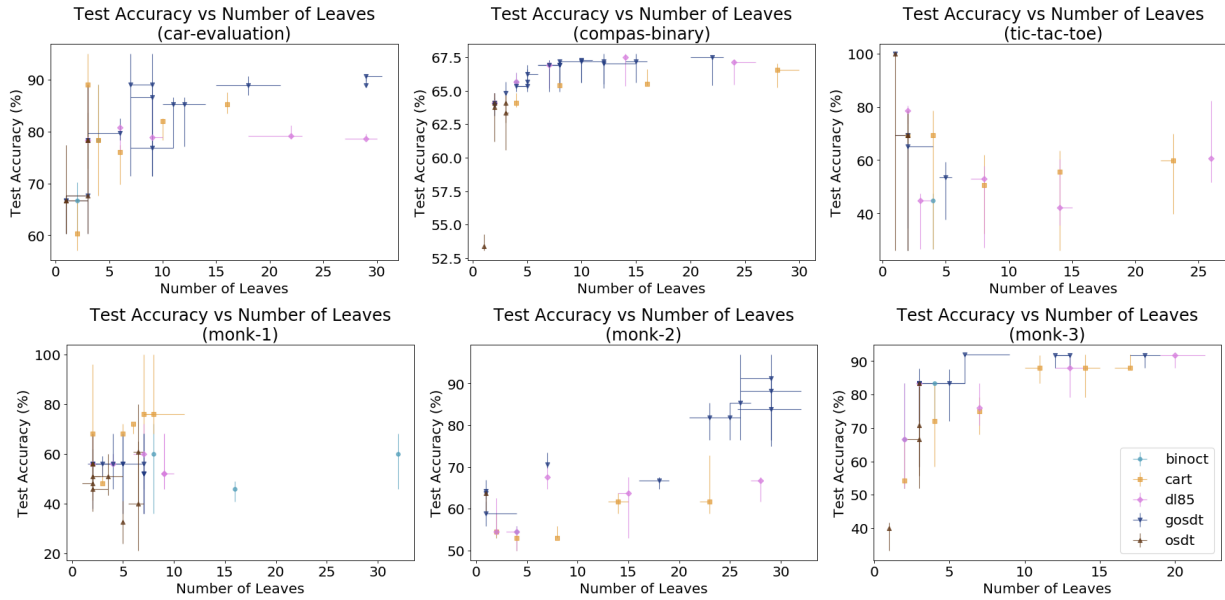 Test Accuracy vs Number of Leaves
(car-evaluation)
Test Accuracy (%)
90
80
70
60
0 5 10 15 20 25 30
Number of Leaves
Test Accuracy vs Number of Leaves
(compas-binary)
Test Accuracy (%)
67.5
65.0
62.5
60.0
57.5
55.0
52.5
0 5 10 15 20 25 30
Number of Leaves
Test Accuracy vs Number of Leaves
(tic-tac-toe)
Test Accuracy (%)
100
80
60
40
0 5 10 15 20 25
Number of Leaves
Test Accuracy vs Number of Leaves
(monk-1)
Test Accuracy (%)
100
80
60
40
20
0 5 10 15 20 25 30
Number of Leaves
Test Accuracy vs Number of Leaves
(monk-2)
Test Accuracy (%)
90
80
70
60
50
0 5 10 15 20 25 30
Number of Leaves
Test Accuracy vs Number of Leaves
(monk-3)
Test Accuracy (%)
90
80
70
60
50
40
0 5 10 15 20
Number of Leaves
binoct
cart
dl85
gosdt
osdt